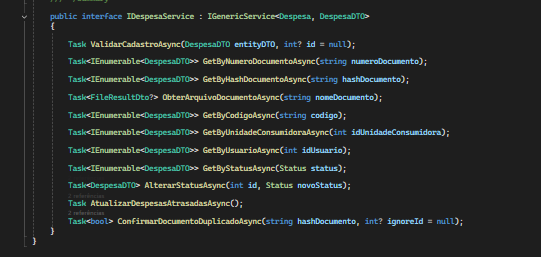 public interface IDespesaService : IGenericService<Despesa, DespesaDTO>
{
Task ValidarCadastroAsync(DespesaDTO entityDTO, int? id = null);
Task<IEnumerable<DespesaDTO>> GetByNumeroDocumentoAsync(string numeroDocumento);
Task<IEnumerable<DespesaDTO>> GetByHashDocumentoAsync(string hashDocumento);
Task<FileResultDto?> ObterArquivoDocumentoAsync(string nomeDocumento);
Task<IEnumerable<DespesaDTO>> GetByCodigoAsync(string codigo);
Task<IEnumerable<DespesaDTO>> GetByUnidadeConsumidoraAsync(int idUnidadeConsumidora);
Task<IEnumerable<DespesaDTO>> GetByUsuarioAsync(int idUsuario);
Task<IEnumerable<DespesaDTO>> GetByStatusAsync(Status status);
Task<DespesaDTO> AlterarStatusAsync(int id, Status novoStatus);
referências
Task AtualizarDespesasAtrasadasAsync();
2 referências
Task<bool> ConfirmarDocumentoDuplicadoAsync(string hashDocumento, int? ignoreId = null);
}
}